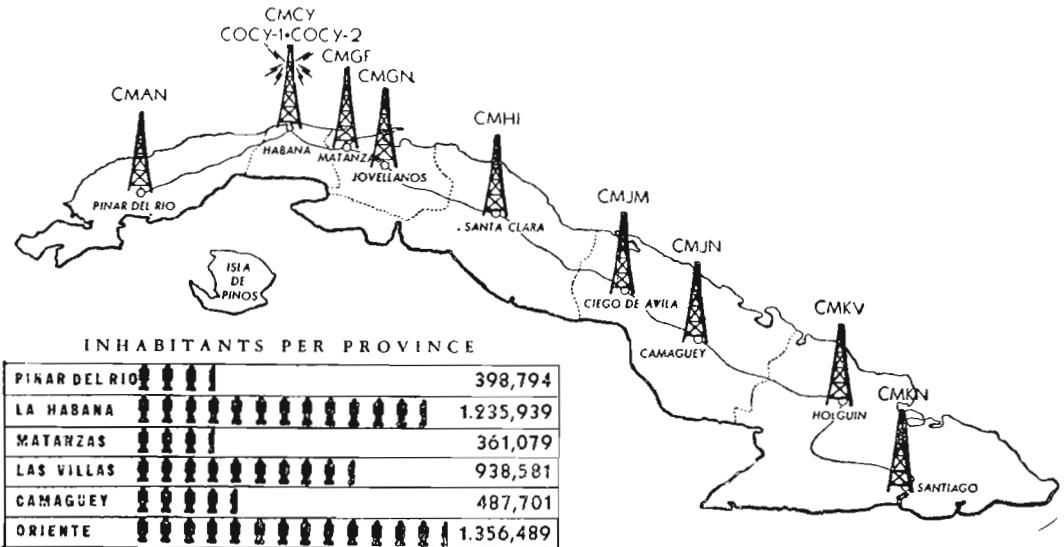 CMCY
COCY-1•COCY-2
CMGF
CMGN
CMAN
CMHI
HABANA
MATANZAS
JOVELLANOS
PINAR DEL RIO
CMJM
. SANTA CLARA
CMJN
ISLA
DE
PINOS
CIEGO DE AVILA
CMKV
CAMAGUEY
INHABITANTS PER PROVINCE
PINAR DEL RIO 398,794
CMKN
LA HABANA 1.235,939
HOLGUIN
MATANZAS 361,079
LAS VILLAS 938,581
SANTIAGO
CAMAGUEY 487,701
ORIENTE 1.356,489